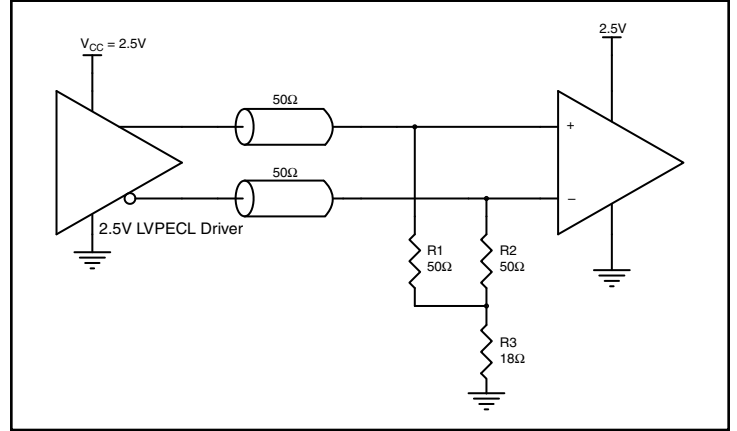 V_CC = 2.5V
2.5V
50Ω
+
50Ω
−
2.5V LVPECL Driver
R1
50Ω
R2
50Ω
R3
18Ω